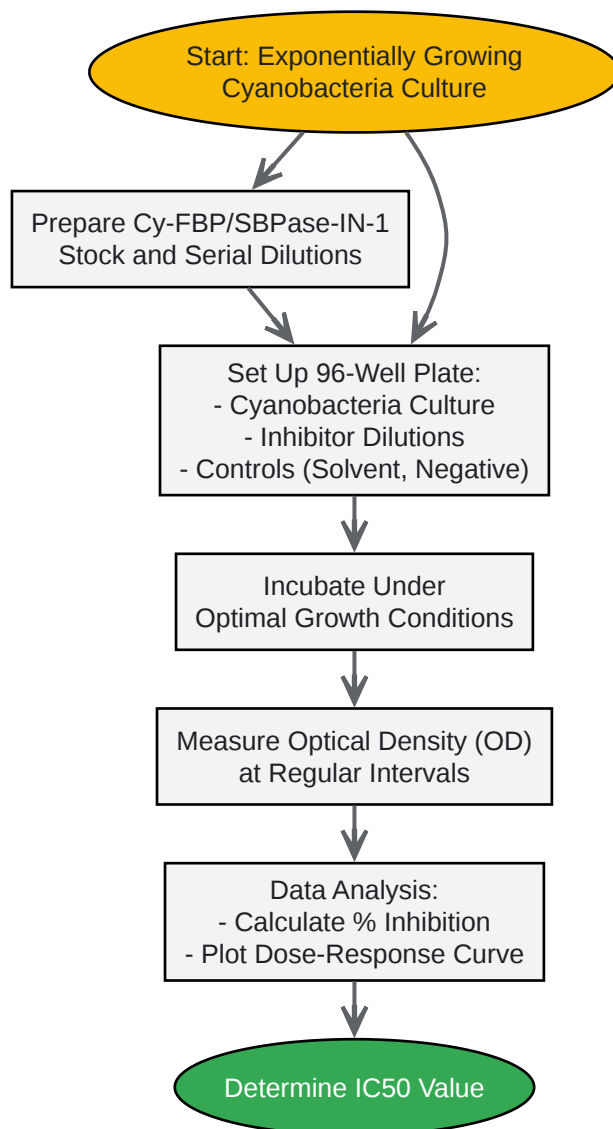 Start: Exponentially Growing
Cyanobacteria Culture
Prepare Cy-FBP/SBPase-IN-1
Stock and Serial Dilutions
Set Up 96-Well Plate:
- Cyanobacteria Culture
- Inhibitor Dilutions
- Controls (Solvent, Negative)
Incubate Under
Optimal Growth Conditions
Measure Optical Density (OD)
at Regular Intervals
Data Analysis:
- Calculate % Inhibition
- Plot Dose-Response Curve
Determine IC50 Value